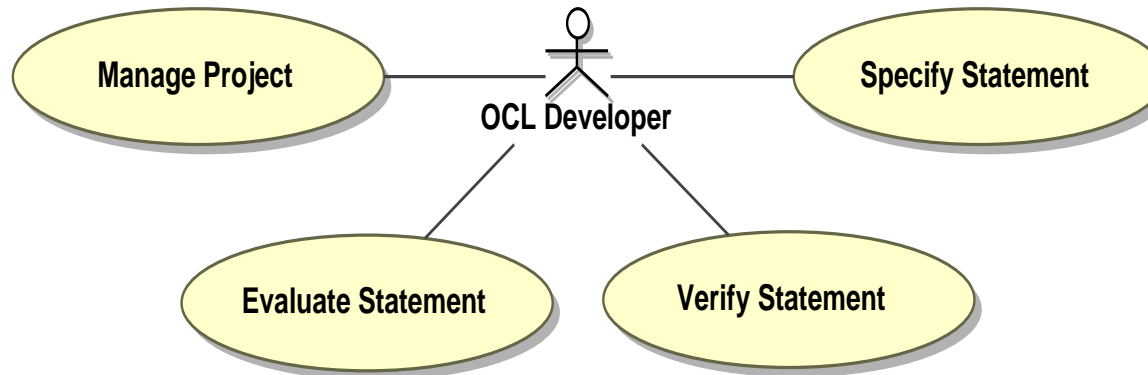 Manage Project
Specify Statement
OCL Developer
Evaluate Statement
Verify Statement